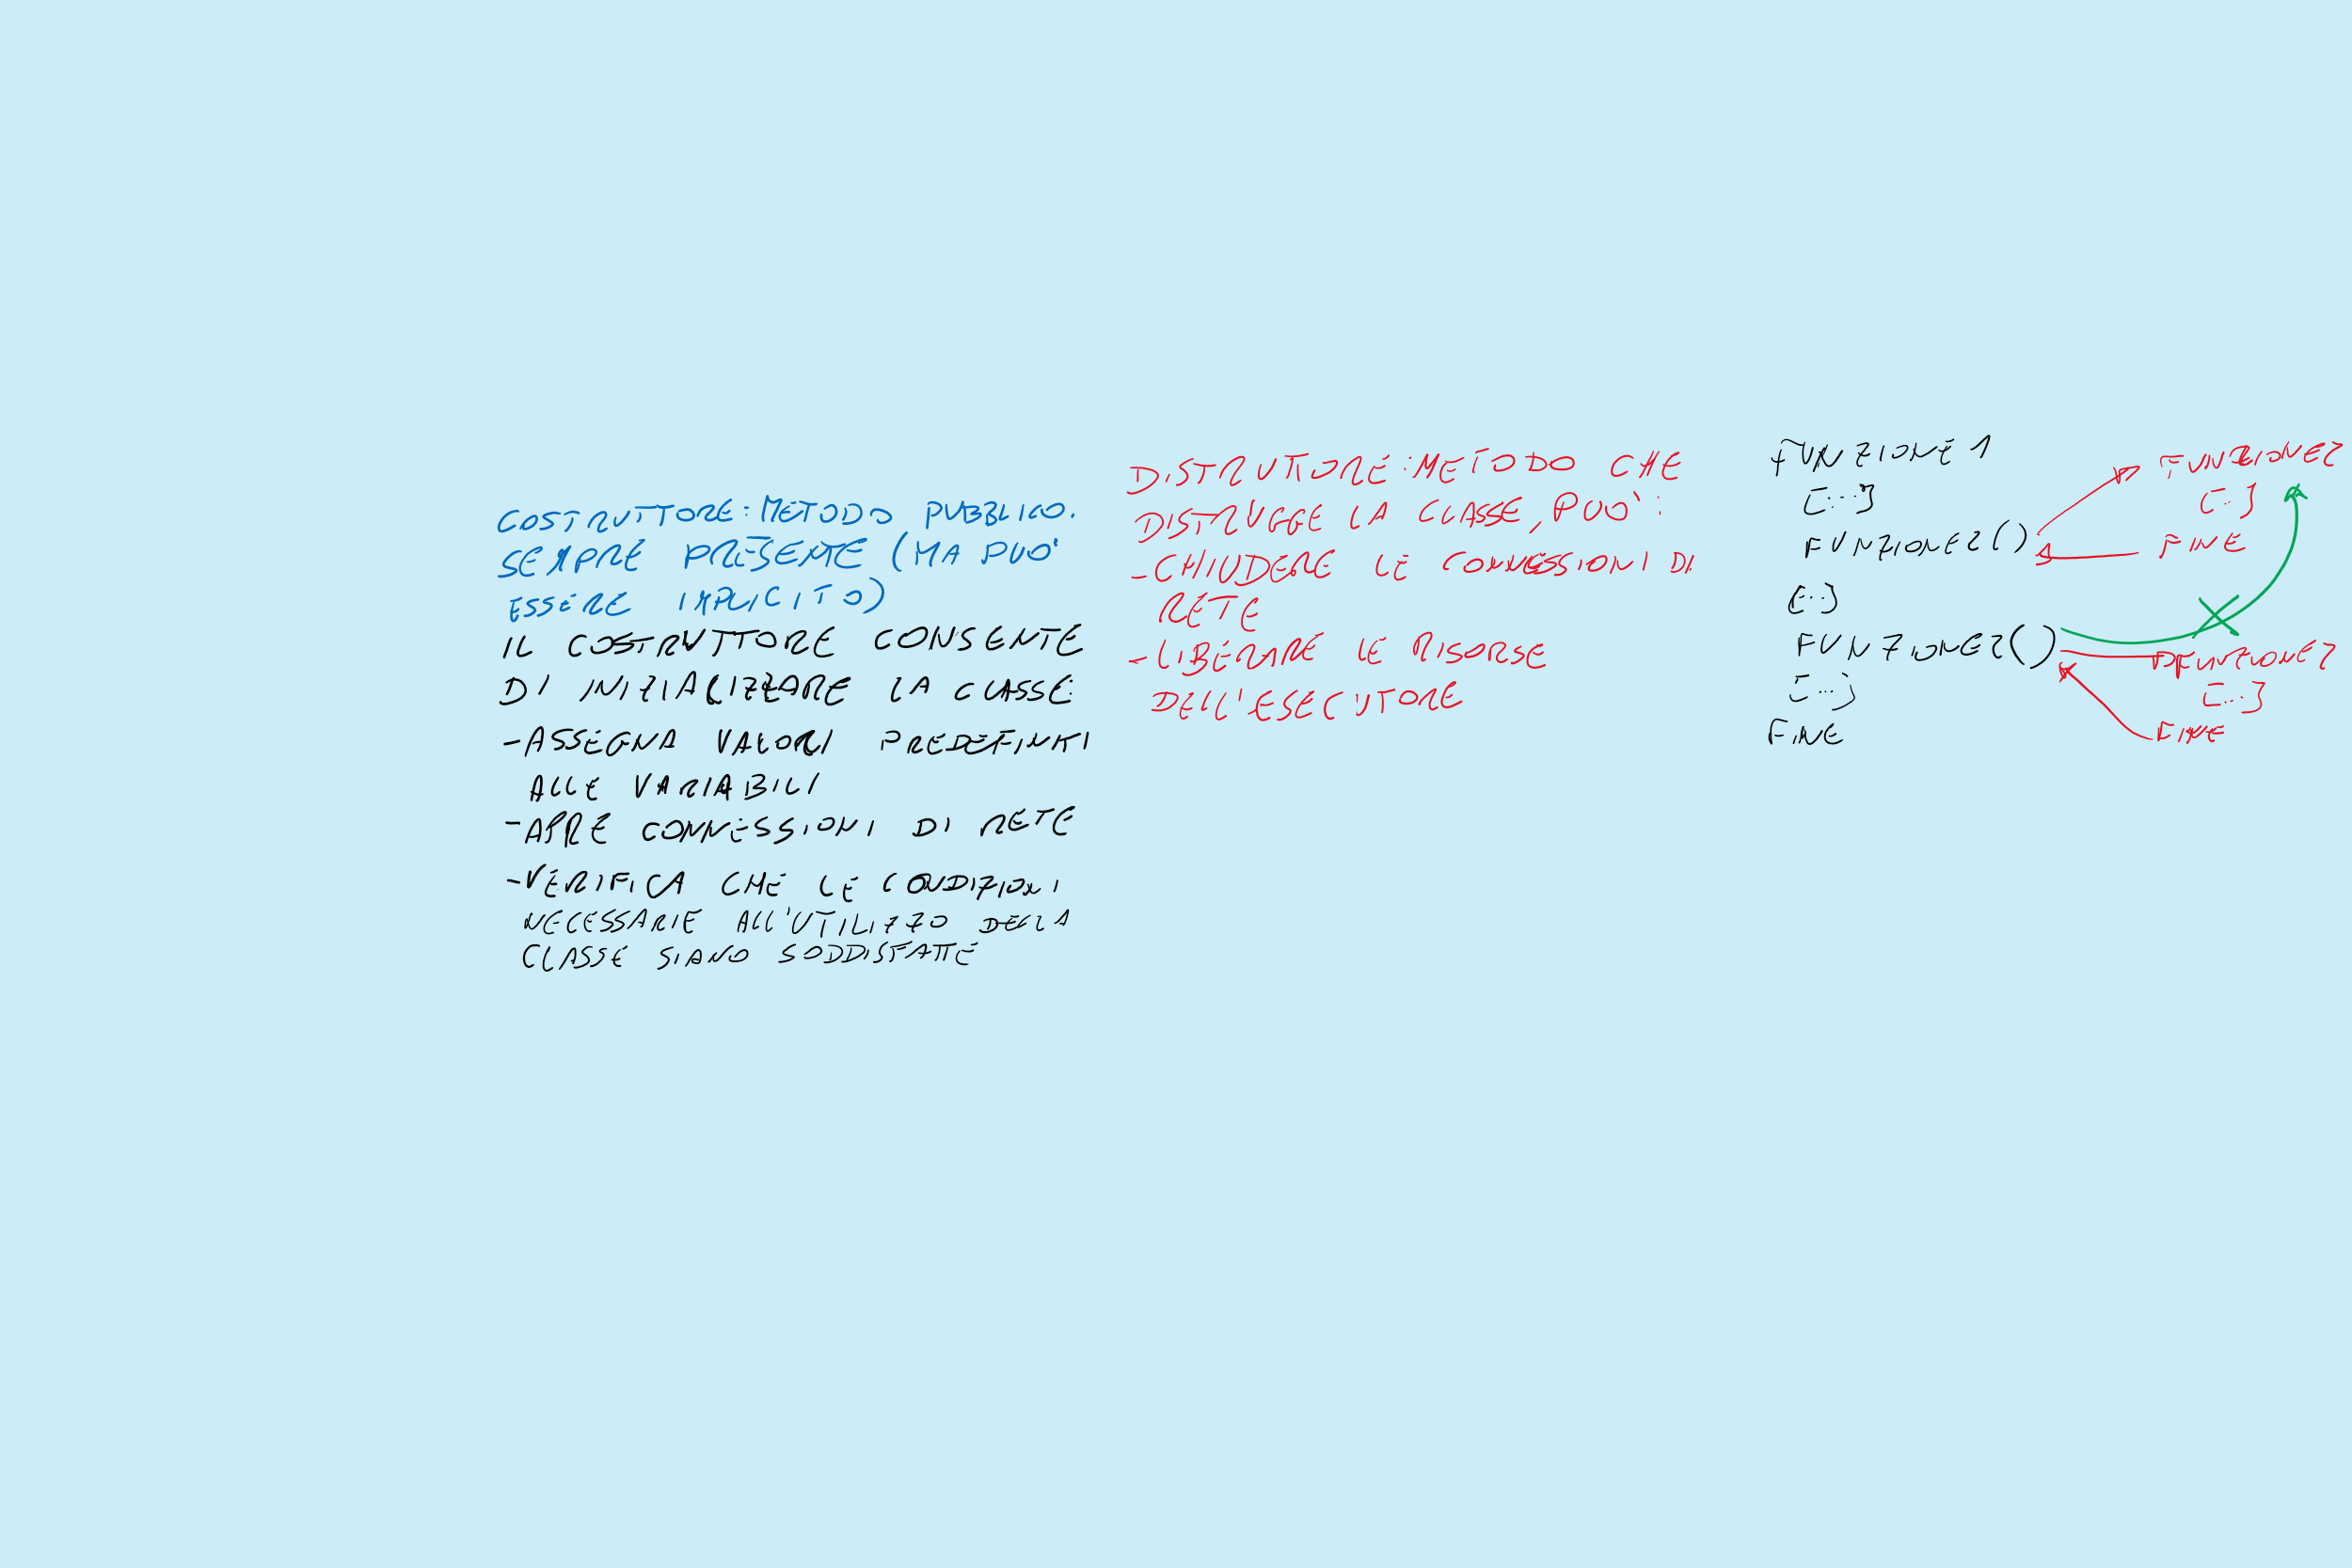 COSTRUTTORE: METODO PUBBLICO.
SEMPRE PRESENTE (MA PUO'
ESSERE IMPLICITO)
IL COSTRUTTORE CONSENTE
DI INIZIALIZZARE LA CLASSE:
-ASSEGNA VALORI PREDEFINITI
ALLE VARIABILI
-APRE CONNESSIONI DI RETE
-VERIFICA CHE LE CONDIZIONI
NECESSARIE ALL'UTILIZZO DELLA
CLASSE SIANO SODDISFATTE
DISTRUTTORE: METODO CHE
DISTRUGGE LA CLASSE, PUO':
-CHIUDERE LE CONNESSIONI DI
RETE
-LIBERARE LE RISORSE
DELL'ESECUTORE
FUNZIONE 1
[...]
FUNZIONE2()
[...]
FUNZIONE2()
[...]
FINE
FUNZIONE2
[...]
FINE
FUNZIONE2
[...]
FINE